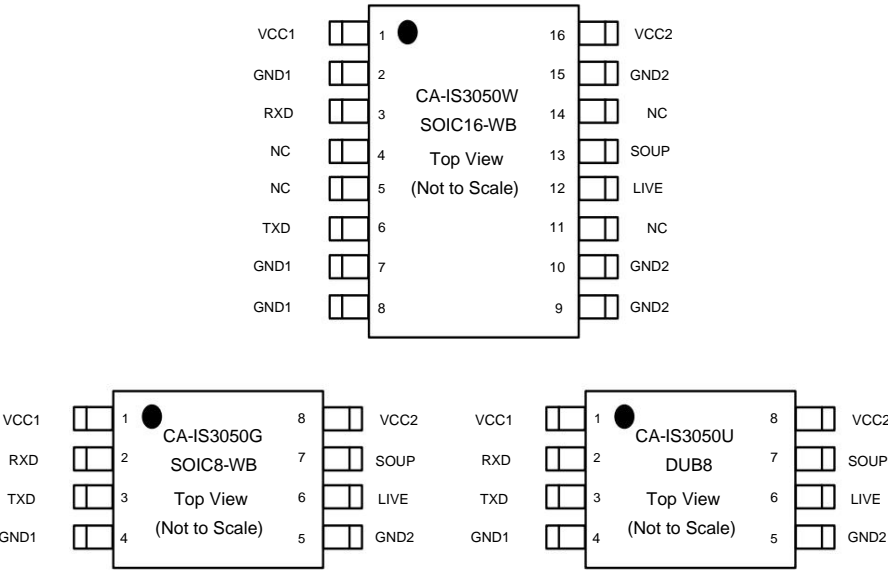 VCC1 1 16 VCC2
GND1 2 15 GND2
CA-IS3050W
RXD 3 14 NC
SOIC16-WB
NC 4 Top View 13 SOUP
NC 5 (Not to Scale) 12 LIVE
TXD 6 11 NC
GND1 7 10 GND2
GND1 8 9 GND2
VCC1 1 8 VCC2
CA-IS3050G
RXD 2 SOIC8-WB 7 SOUP
TXD 3 Top View 6 LIVE
GND1 4 (Not to Scale) 5 GND2
VCC1 1 8 VCC2
CA-IS3050U
RXD 2 DUB8 7 SOUP
TXD 3 Top View 6 LIVE
GND1 4 (Not to Scale) 5 GND2